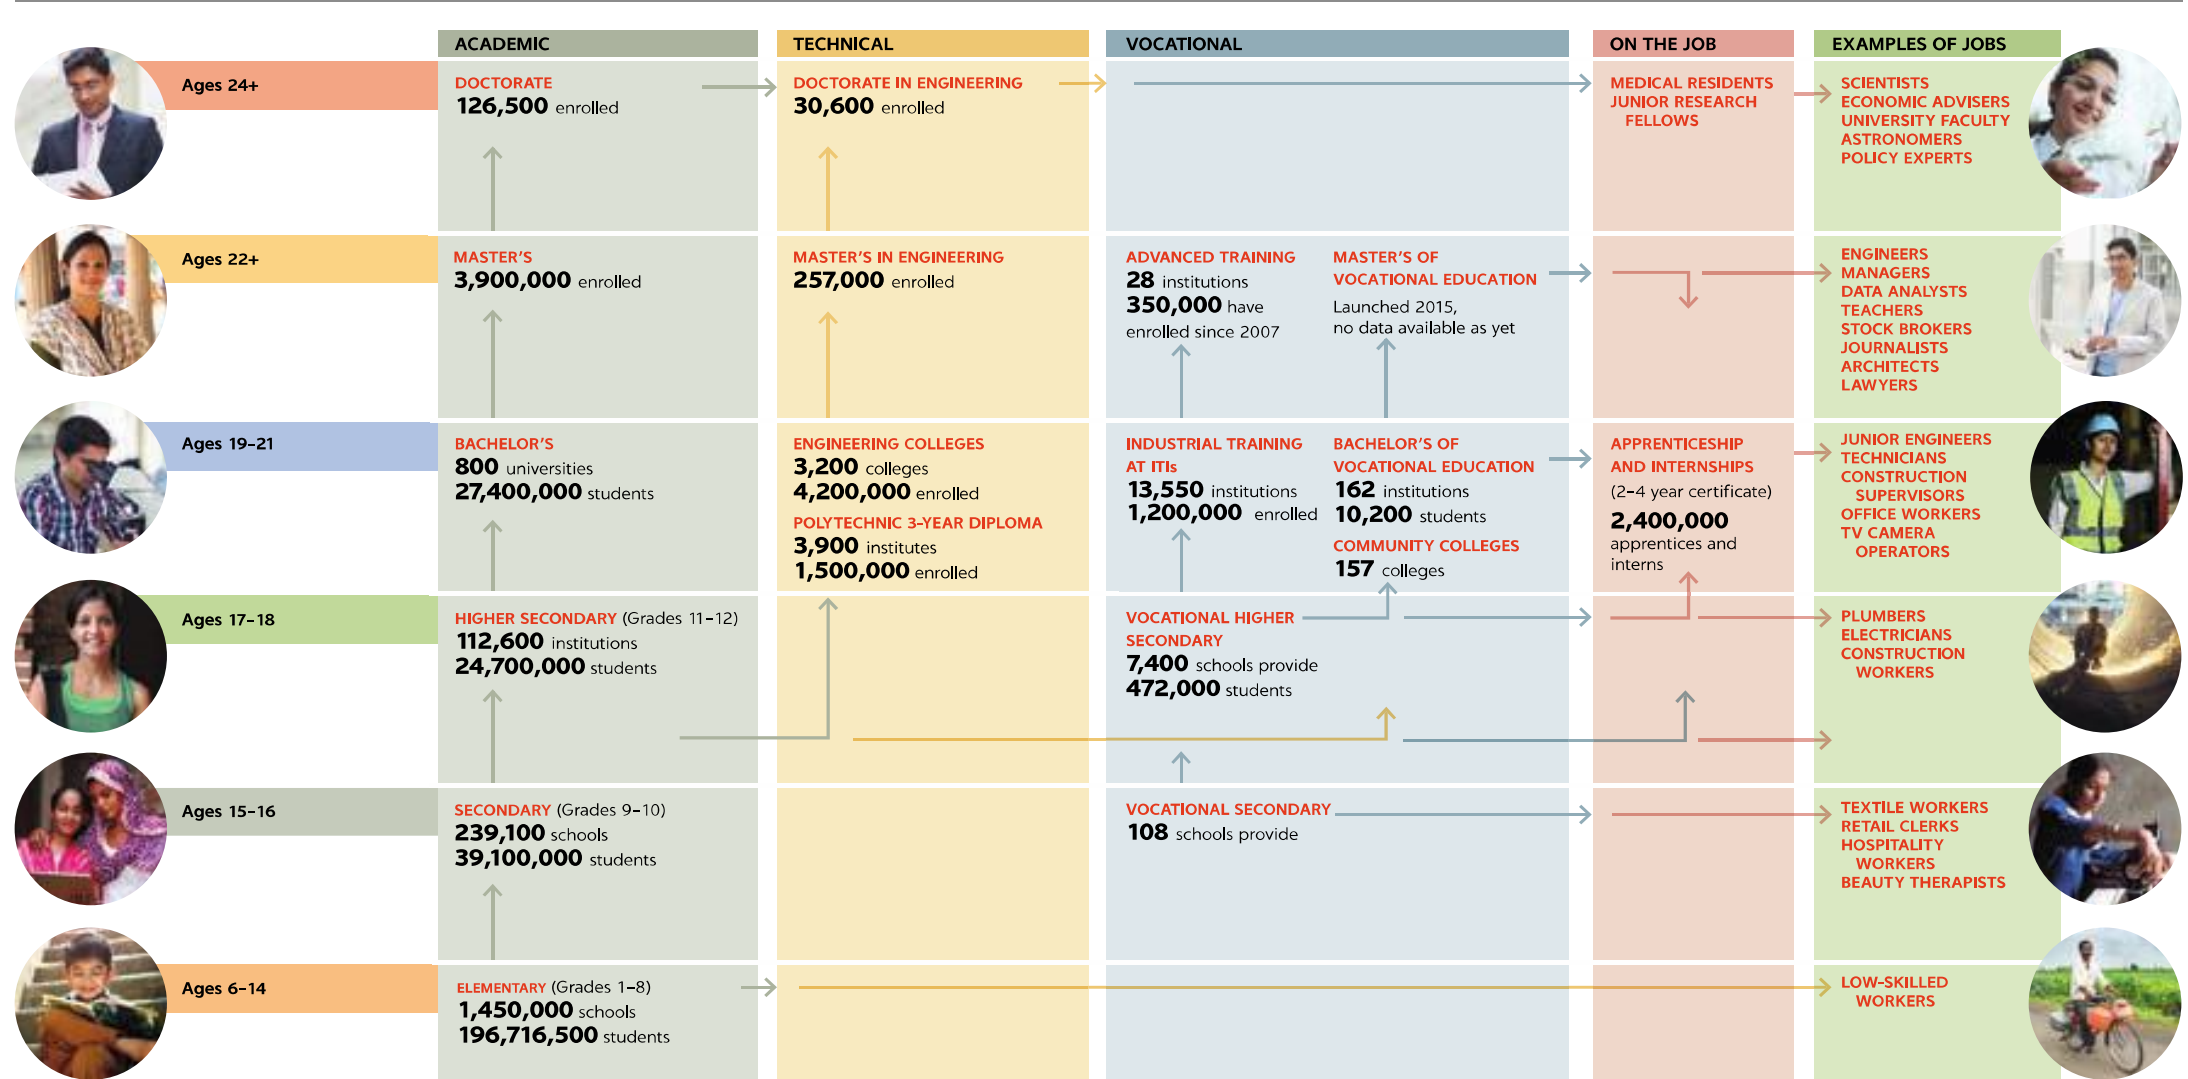 ACADEMIC
TECHNICAL
VOCATIONAL
ON THE JOB
EXAMPLES OF JOBS
Ages 24+
DOCTORATE
126,500 enrolled
DOCTORATE IN ENGINEERING
30,600 enrolled
MEDICAL RESIDENTS
JUNIOR RESEARCH
FELLOWS
SCIENTISTS
ECONOMIC ADVISERS
UNIVERSITY FACULTY
ASTRONOMERS
POLICY EXPERTS
Ages 22+
MASTER'S
3,900,000 enrolled
MASTER'S IN ENGINEERING
257,000 enrolled
ADVANCED TRAINING
28 institutions
350,000 have
enrolled since 2007
MASTER'S OF
VOCATIONAL EDUCATION
Launched 2015,
no data available as yet
ENGINEERS
MANAGERS
DATA ANALYSTS
TEACHERS
STOCK BROKERS
JOURNALISTS
ARCHITECTS
LAWYERS
Ages 19–21
BACHELOR'S
800 universities
27,400,000 students
ENGINEERING COLLEGES
3,200 colleges
4,200,000 enrolled
POLYTECHNIC 3-YEAR DIPLOMA
3,900 institutes
1,500,000 enrolled
INDUSTRIAL TRAINING
AT ITIs
13,550 institutions
1,200,000 enrolled
BACHELOR'S OF
VOCATIONAL EDUCATION
162 institutions
10,200 students
COMMUNITY COLLEGES
157 colleges
APPRENTICESHIP
AND INTERNSHIPS
(2–4 year certificate)
2,400,000
apprentices and
interns
JUNIOR ENGINEERS
TECHNICIANS
CONSTRUCTION
SUPERVISORS
OFFICE WORKERS
TV CAMERA
OPERATORS
Ages 17–18
HIGHER SECONDARY (Grades 11–12)
112,600 institutions
24,700,000 students
VOCATIONAL HIGHER
SECONDARY
7,400 schools provide
472,000 students
PLUMBERS
ELECTRICIANS
CONSTRUCTION
WORKERS
Ages 15–16
SECONDARY (Grades 9–10)
239,100 schools
39,100,000 students
VOCATIONAL SECONDARY
108 schools provide
TEXTILE WORKERS
RETAIL CLERKS
HOSPITALITY
WORKERS
BEAUTY THERAPISTS
Ages 6–14
ELEMENTARY (Grades 1–8)
1,450,000 schools
196,716,500 students
LOW-SKILLED
WORKERS